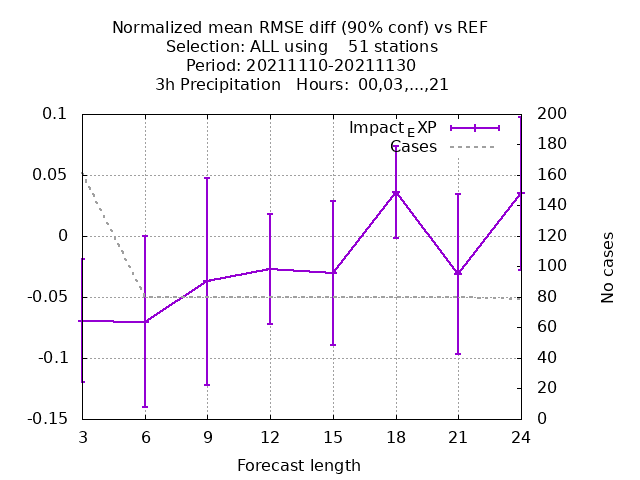 Normalized mean RMSE diff (90% conf) vs REF
Selection: ALL using 51 stations
Period: 20211110-20211130
3h Precipitation Hours: 00,03,...,21
0.1
0.05
0
-0.05
-0.1
-0.15
200
180
160
140
120
100
80
60
40
20
0
Impact_EXP
Cases
No cases
3 6 9 12 15 18 21 24
Forecast length